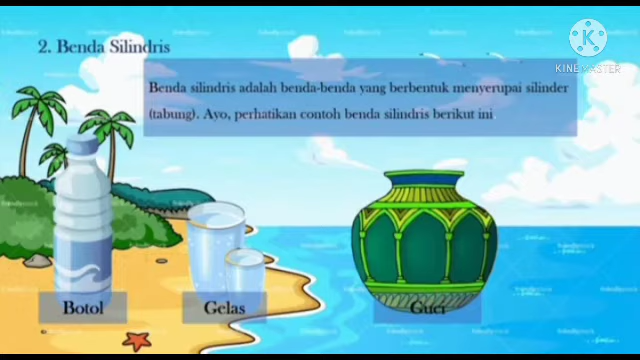 KINEMASTER
2. Benda Silindris
Benda silindris adalah benda-benda yang berbentuk menyerupai silinder
(tabung). Ayo, perhatikan contoh benda silindris berikut ini.
Botol
Gelas
Guci